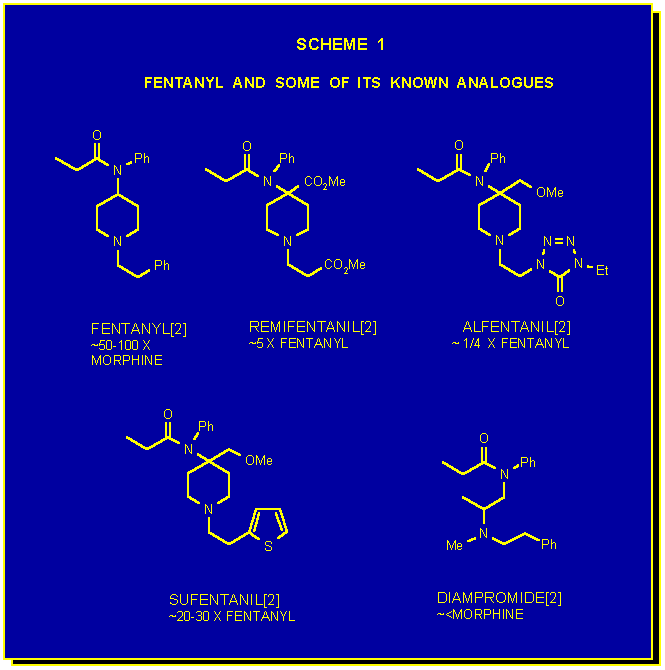 SCHEME 1
FENTANYL AND SOME OF ITS KNOWN ANALOGUES
O
N
Ph
N
Ph
FENTANYL[2]
~50-100 X
MORPHINE
O
N
Ph
CO2Me
N
CO2Me
REMIFENTANIL[2]
~5 X FENTANYL
O
N
Ph
OMe
N
N
N
N
N
Et
O
ALFENTANIL[2]
~ 1/4 X FENTANYL
O
N
Ph
OMe
N
S
SUFENTANIL[2]
~20-30 X FENTANYL
O
N
Ph
N
Me
Ph
DIAMPROMIDE[2]
~<MORPHINE